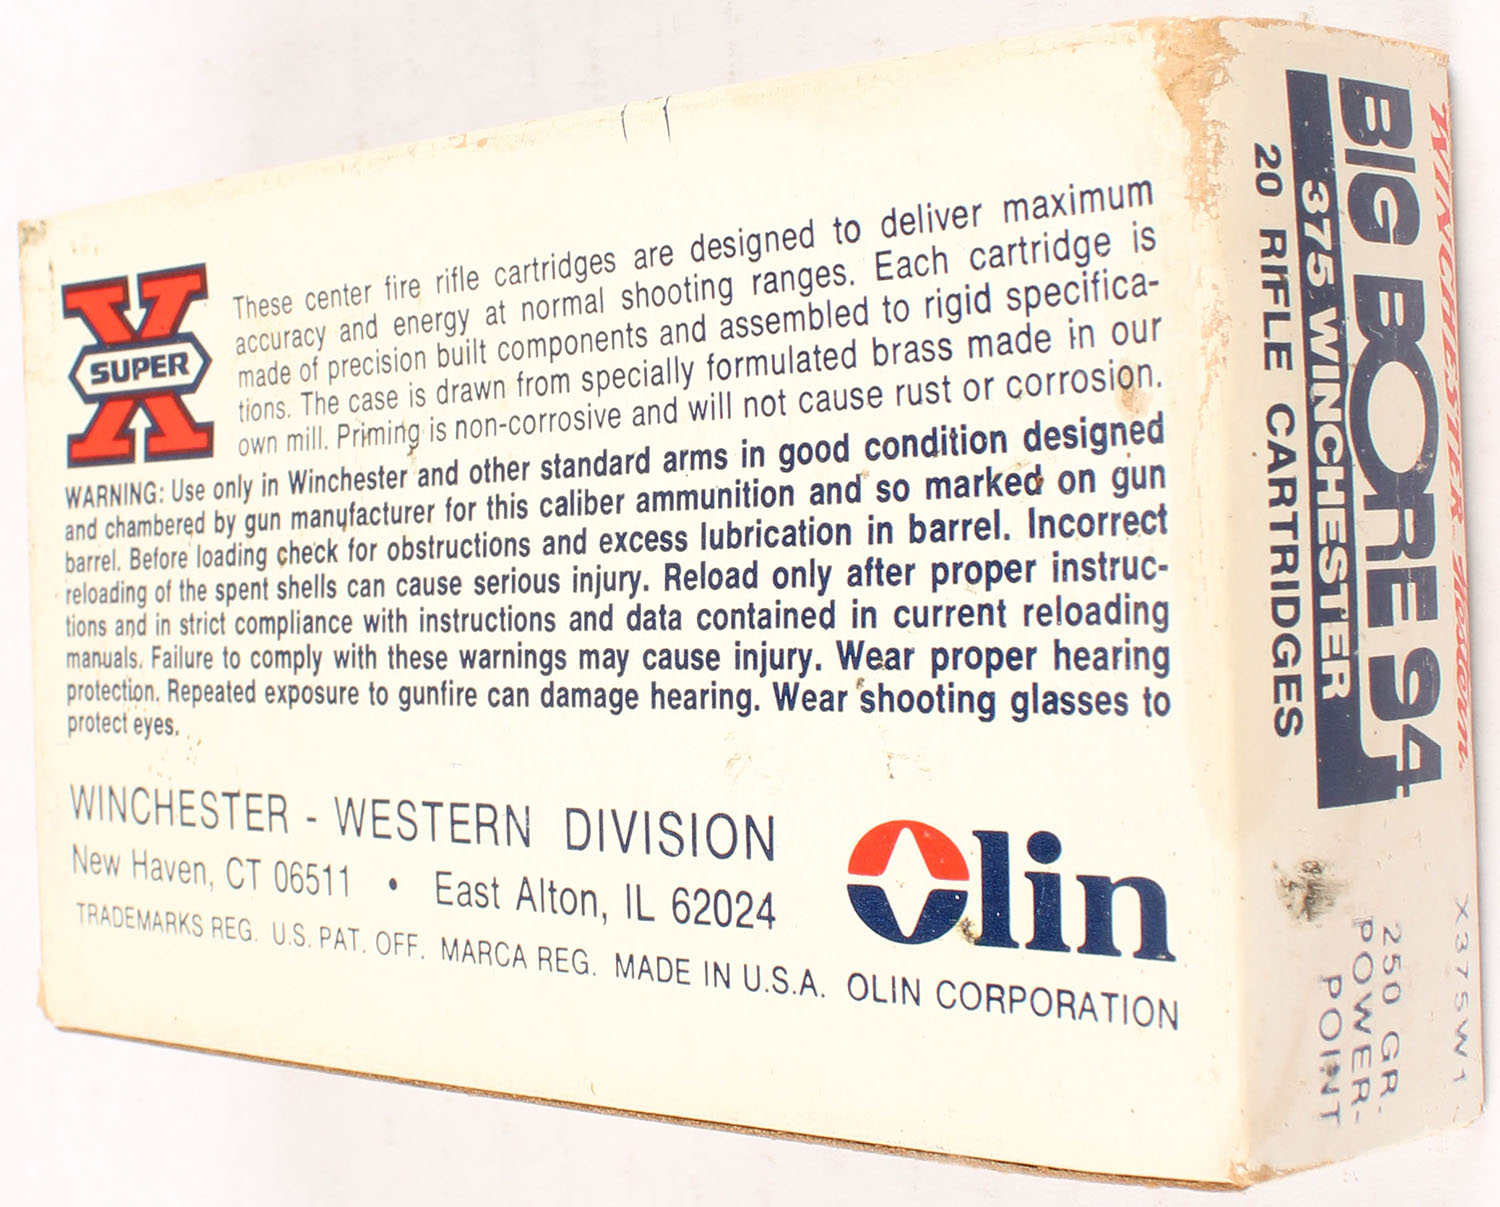 X
SUPER
These center fire rifle cartridges are designed to deliver maximum
accuracy and energy at normal shooting ranges. Each cartridge is
made of precision built components and assembled to rigid specifica-
tions. The case is drawn from specially formulated brass made in our
own mill. Priming is non-corrosive and will not cause rust or corrosion.
WARNING: Use only in Winchester and other standard arms in good condition designed
and chambered by gun manufacturer for this caliber ammunition and so marked on gun
barrel. Before loading check for obstructions and excess lubrication in barrel. Incorrect
reloading of the spent shells can cause serious injury. Reload only after proper instruc-
tions and in strict compliance with instructions and data contained in current reloading
manuals. Failure to comply with these warnings may cause injury. Wear proper hearing
protection. Repeated exposure to gunfire can damage hearing. Wear shooting glasses to
protect eyes.
WINCHESTER - WESTERN DIVISION
New Haven, CT 06511 • East Alton, IL 62024
TRADEMARKS REG. U.S. PAT. OFF. MARCA REG. MADE IN U.S.A. OLIN CORPORATION
Olin
WINCHESTER Western
BIG BORE 94
375 WINCHESTER
20 RIFLE CARTRIDGES
X375W1
250 GR.
POWER-
POINT